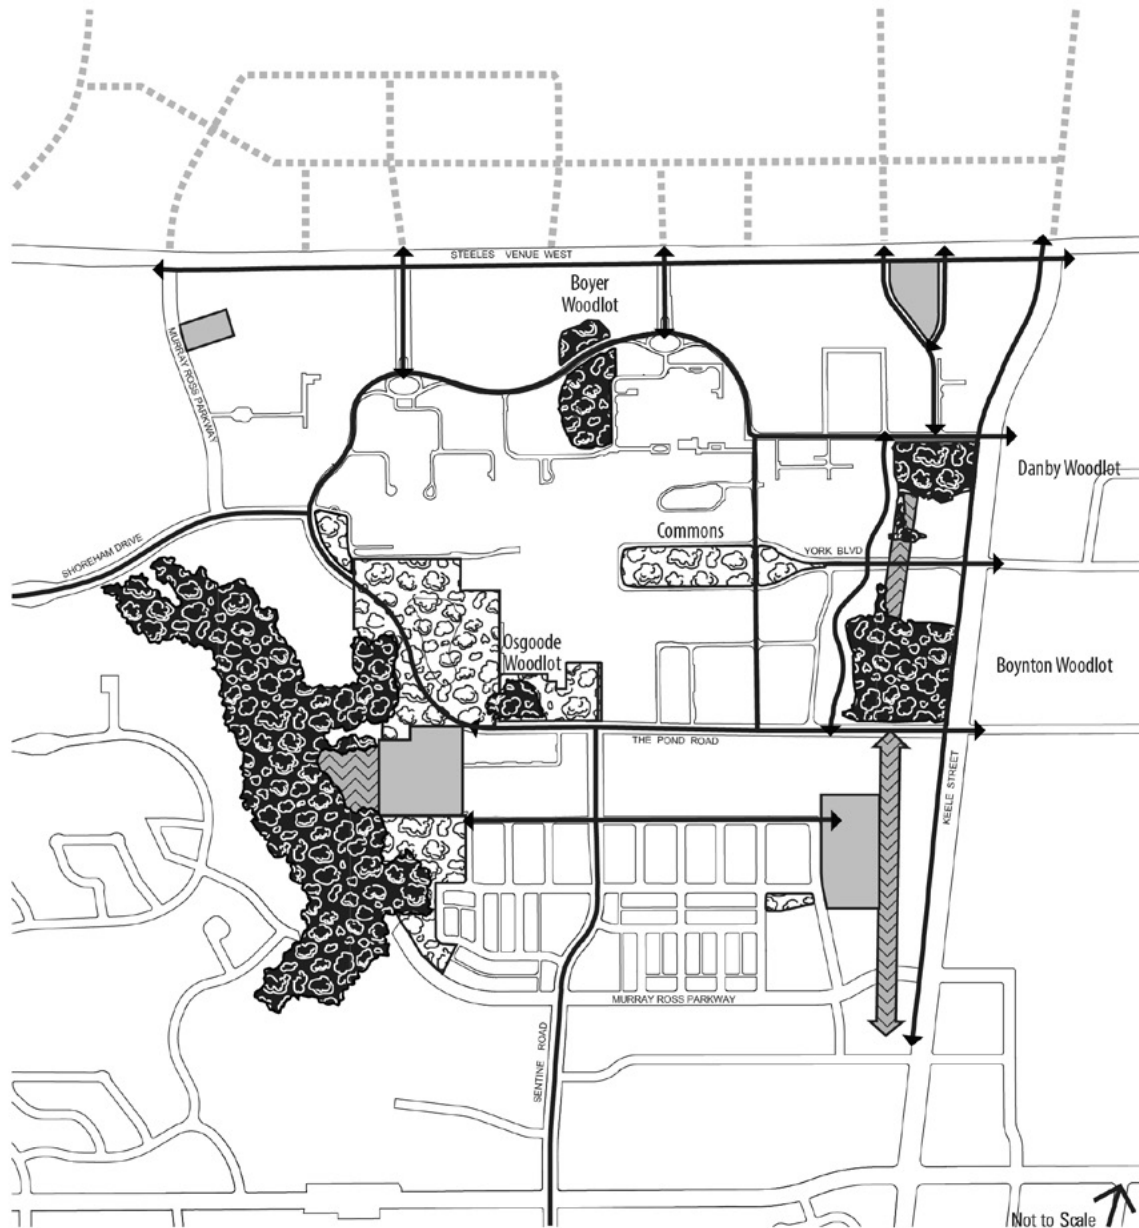 STEELES VENUE WEST
Boyer
Woodlot
MURRAY ROSS PARKWAY
Danby Woodlot
Commons
YORK BLVD
SHOREHAM DRIVE
Osgoode
Woodlot
Boynton Woodlot
THE POND ROAD
KEELE STREET
MURRAY ROSS PARKWAY
SENTINE ROAD
Not to Scale